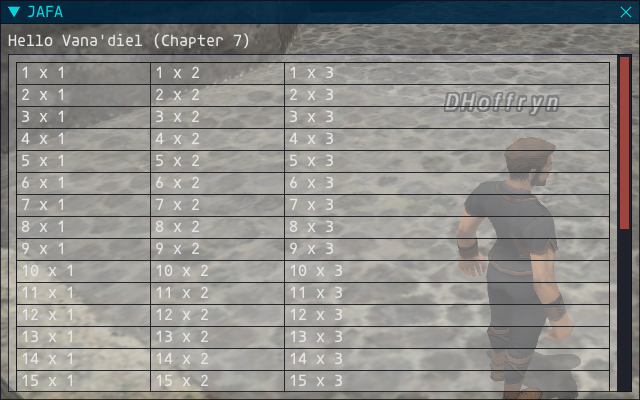 JAFA
Hello Vana'diel (Chapter 7)
1 x 1 1 x 2 1 x 3
2 x 1 2 x 2 2 x 3
DHoffryn
3 x 1 3 x 2 3 x 3
4 x 1 4 x 2 4 x 3
5 x 1 5 x 2 5 x 3
6 x 1 6 x 2 6 x 3
7 x 1 7 x 2 7 x 3
8 x 1 8 x 2 8 x 3
9 x 1 9 x 2 9 x 3
10 x 1 10 x 2 10 x 3
11 x 1 11 x 2 11 x 3
12 x 1 12 x 2 12 x 3
13 x 1 13 x 2 13 x 3
14 x 1 14 x 2 14 x 3
15 x 1 15 x 2 15 x 3